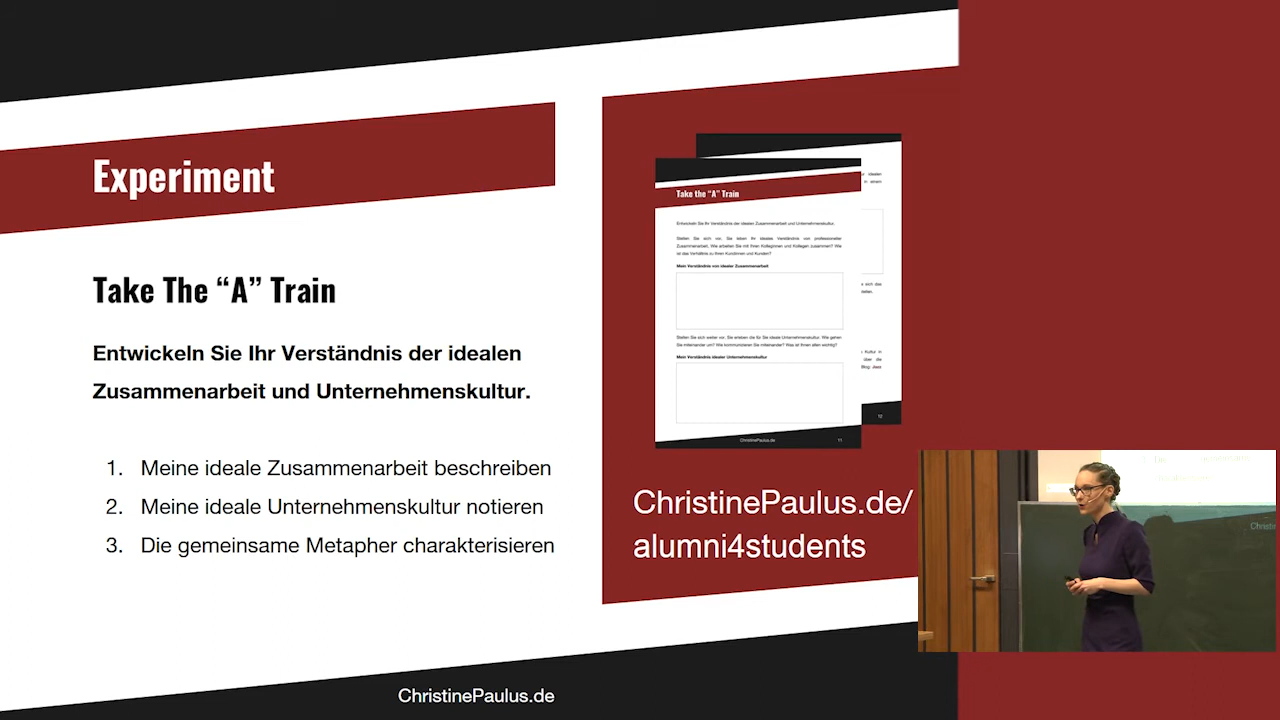 Experiment
Take The “A” Train
Entwickeln Sie Ihr Verständnis der idealen
Zusammenarbeit und Unternehmenskultur.
1. Meine ideale Zusammenarbeit beschreiben
2. Meine ideale Unternehmenskultur notieren
3. Die gemeinsame Metapher charakterisieren
Take the “A” Train
Entwickeln Sie Ihr Verständnis der idealen Zusammenarbeit und Unternehmenskultur.
Stellen Sie sich vor, Sie leben Ihr ideales Verständnis von professioneller
Zusammenarbeit. Wie arbeiten Sie mit Ihren Kolleginnen und Kollegen zusammen? Wie
ist das Verhältnis zu Ihren Kundinnen und Kunden?
Mein Verständnis von idealer Zusammenarbeit
Stellen Sie sich weiter vor, Sie erleben die für Sie ideale Unternehmenskultur. Wie gehen
Sie miteinander um? Wie kommunizieren Sie miteinander? Was ist Ihnen allen wichtig?
Mein Verständnis idealer Unternehmenskultur
ChristinePaulus.de
11
12
ChristinePaulus.de/
alumni4students
ChristinePaulus.de